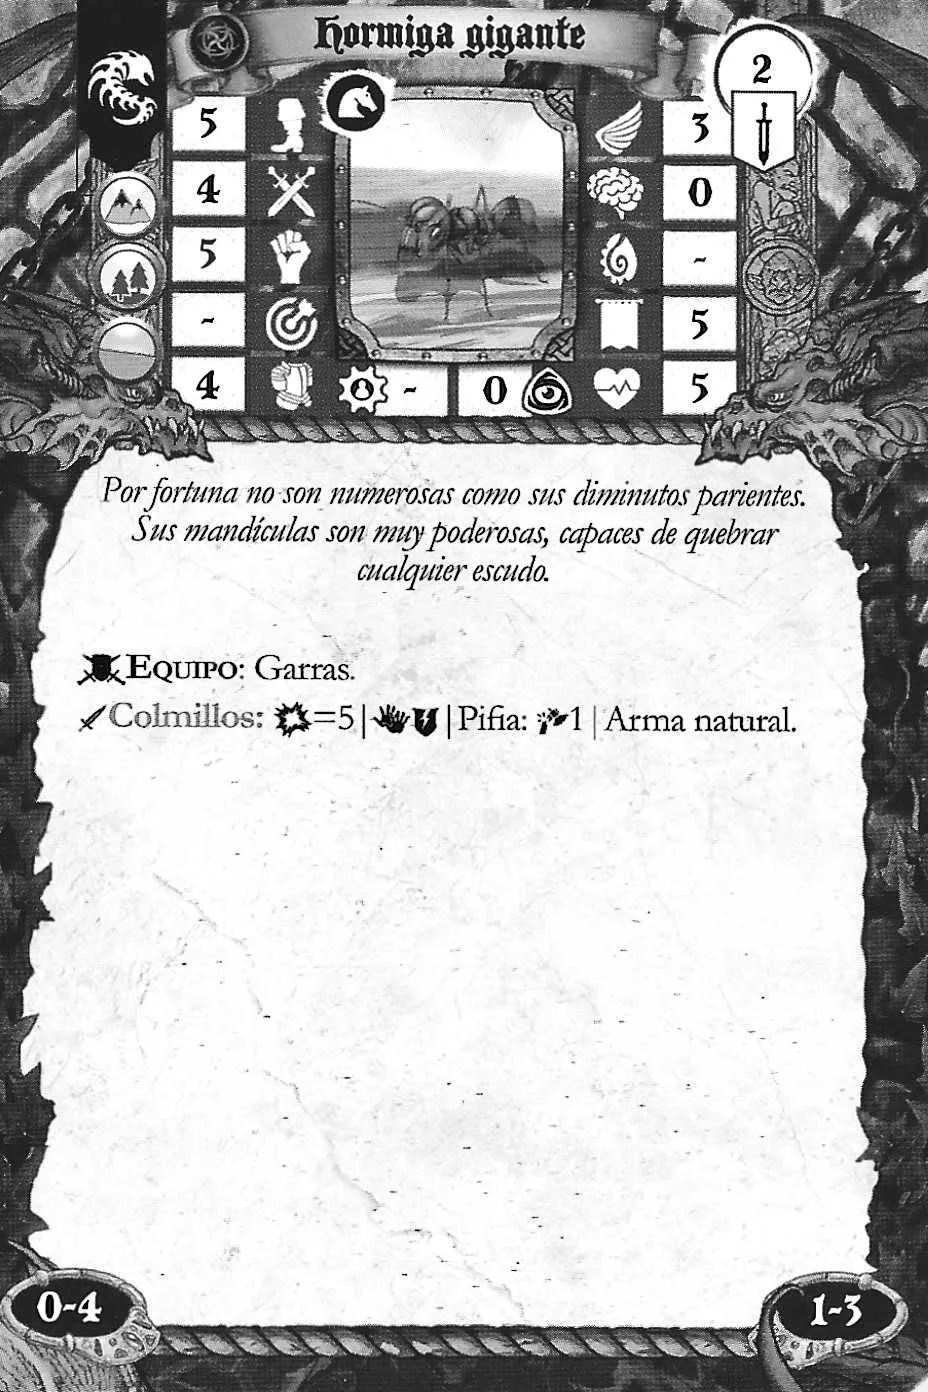 Hormiga gigante
2
5
3
4
0
5
-
-
5
4
-
0
5
Por fortuna no son numerosas como sus diminutos parientes.
Sus mandículas son muy poderosas, capaces de quebrar
cualquier escudo.
EQUIPO: Garras.
Colmillos: =5 | | Pifia: 1 | Arma natural.
0-4
1-3